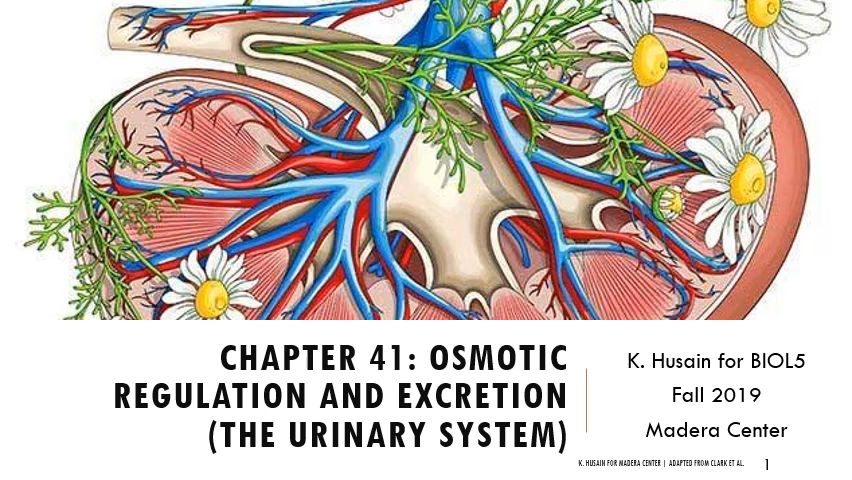 CHAPTER 41: OSMOTIC
REGULATION AND EXCRETION
(THE URINARY SYSTEM)
K. Husain for BIOL5
Fall 2019
Madera Center
K. HUSAIN FOR MADERA CENTER | ADAPTED FROM CLARK ET AL.
1